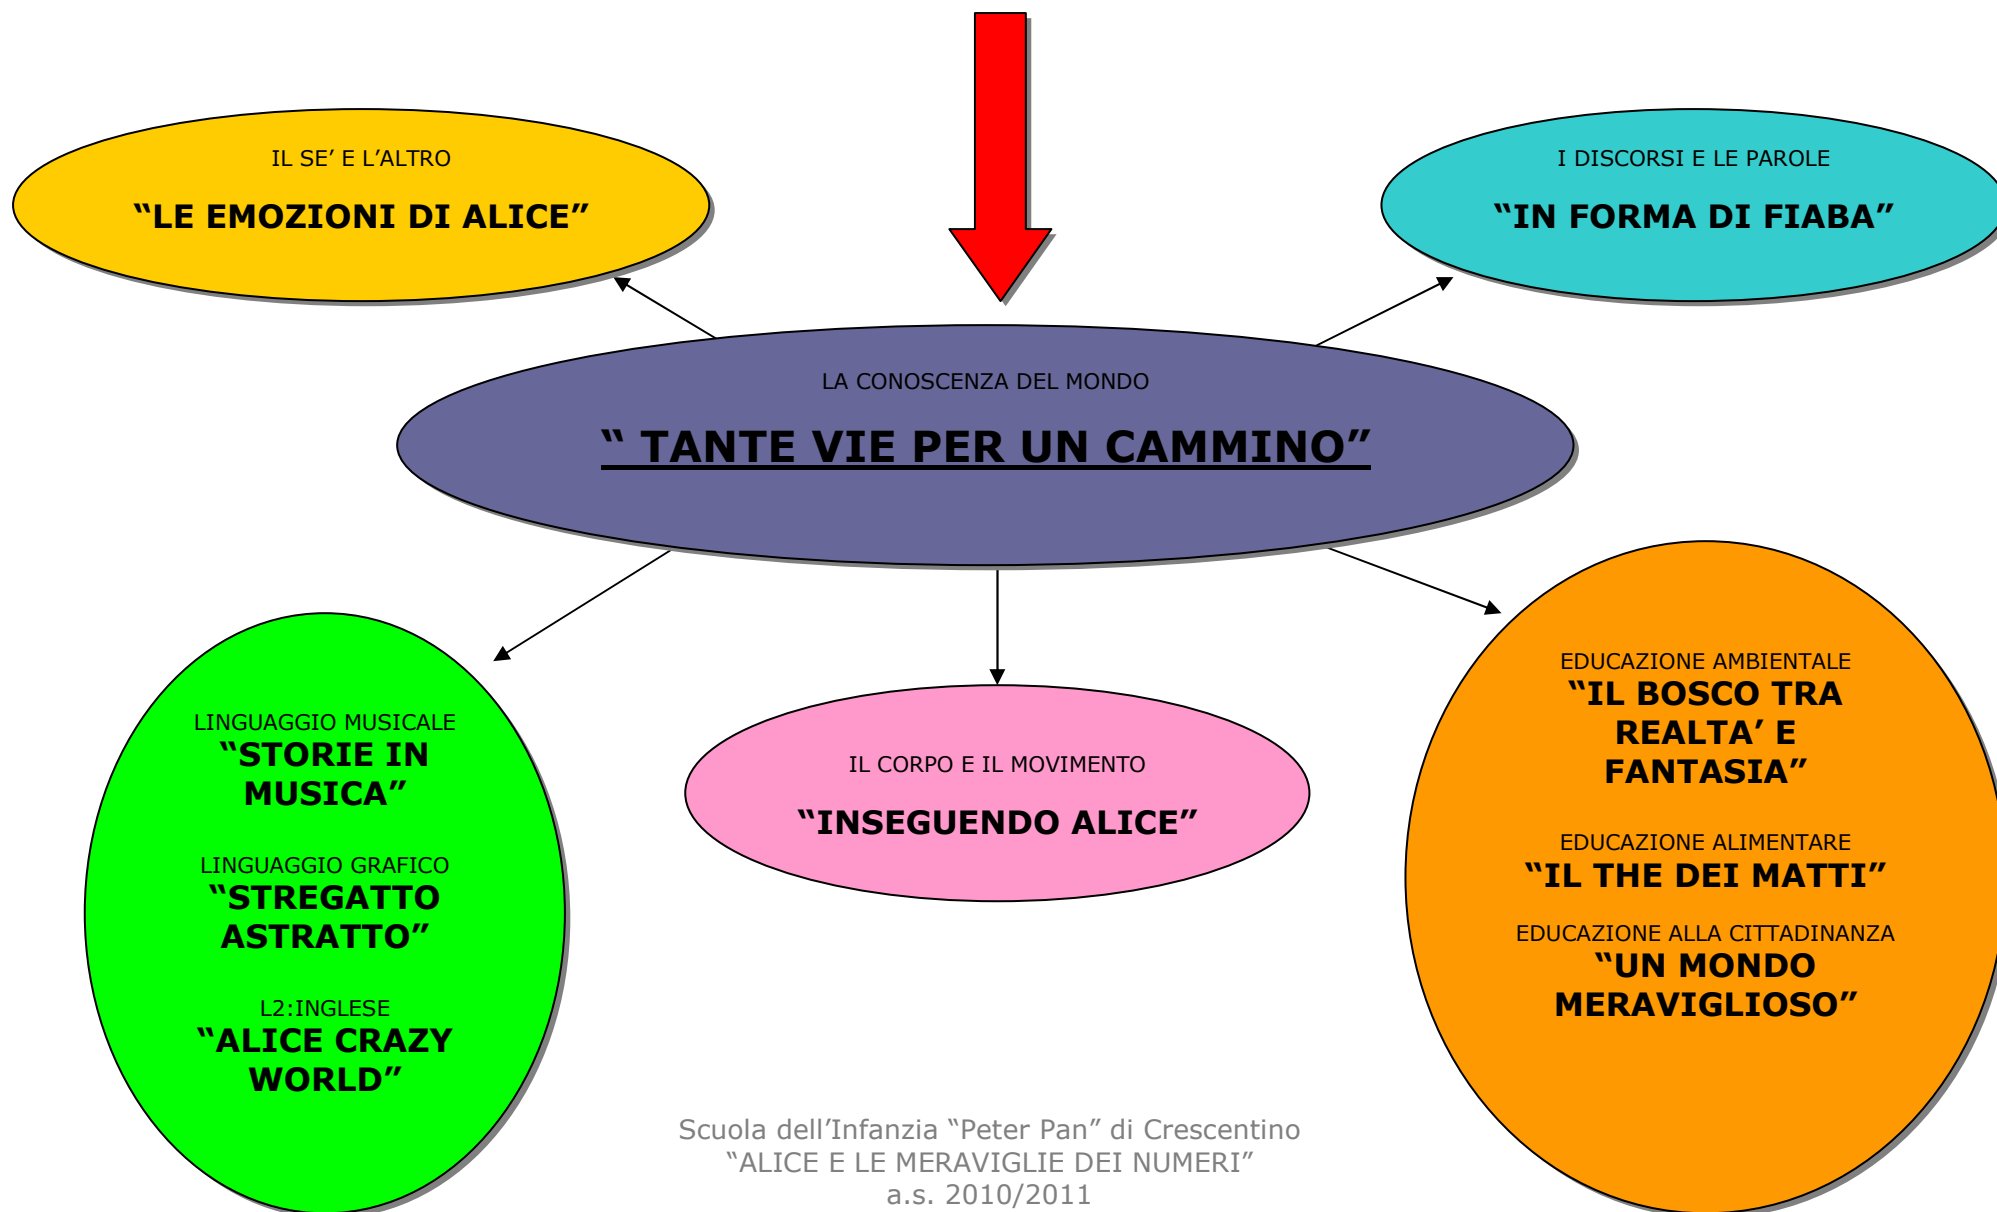 IL SE’ E L’ALTRO
“LE EMOZIONI DI ALICE”
I DISCORSI E LE PAROLE
“IN FORMA DI FIABA”
LA CONOSCENZA DEL MONDO
“ TANTE VIE PER UN CAMMINO”
LINGUAGGIO MUSICALE
“STORIE IN
MUSICA”
LINGUAGGIO GRAFICO
“STREGATTO
ASTRATTO”
L2:INGLESE
“ALICE CRAZY
WORLD”
IL CORPO E IL MOVIMENTO
“INSEGUENDO ALICE”
EDUCAZIONE AMBIENTALE
“IL BOSCO TRA
REALTA’ E
FANTASIA”
EDUCAZIONE ALIMENTARE
“IL THE DEI MATTI”
EDUCAZIONE ALLA CITTADINANZA
“UN MONDO
MERAVIGLIOSO”
Scuola dell’Infanzia “Peter Pan” di Crescentino
“ALICE E LE MERAVIGLIE DEI NUMERI”
a.s. 2010/2011